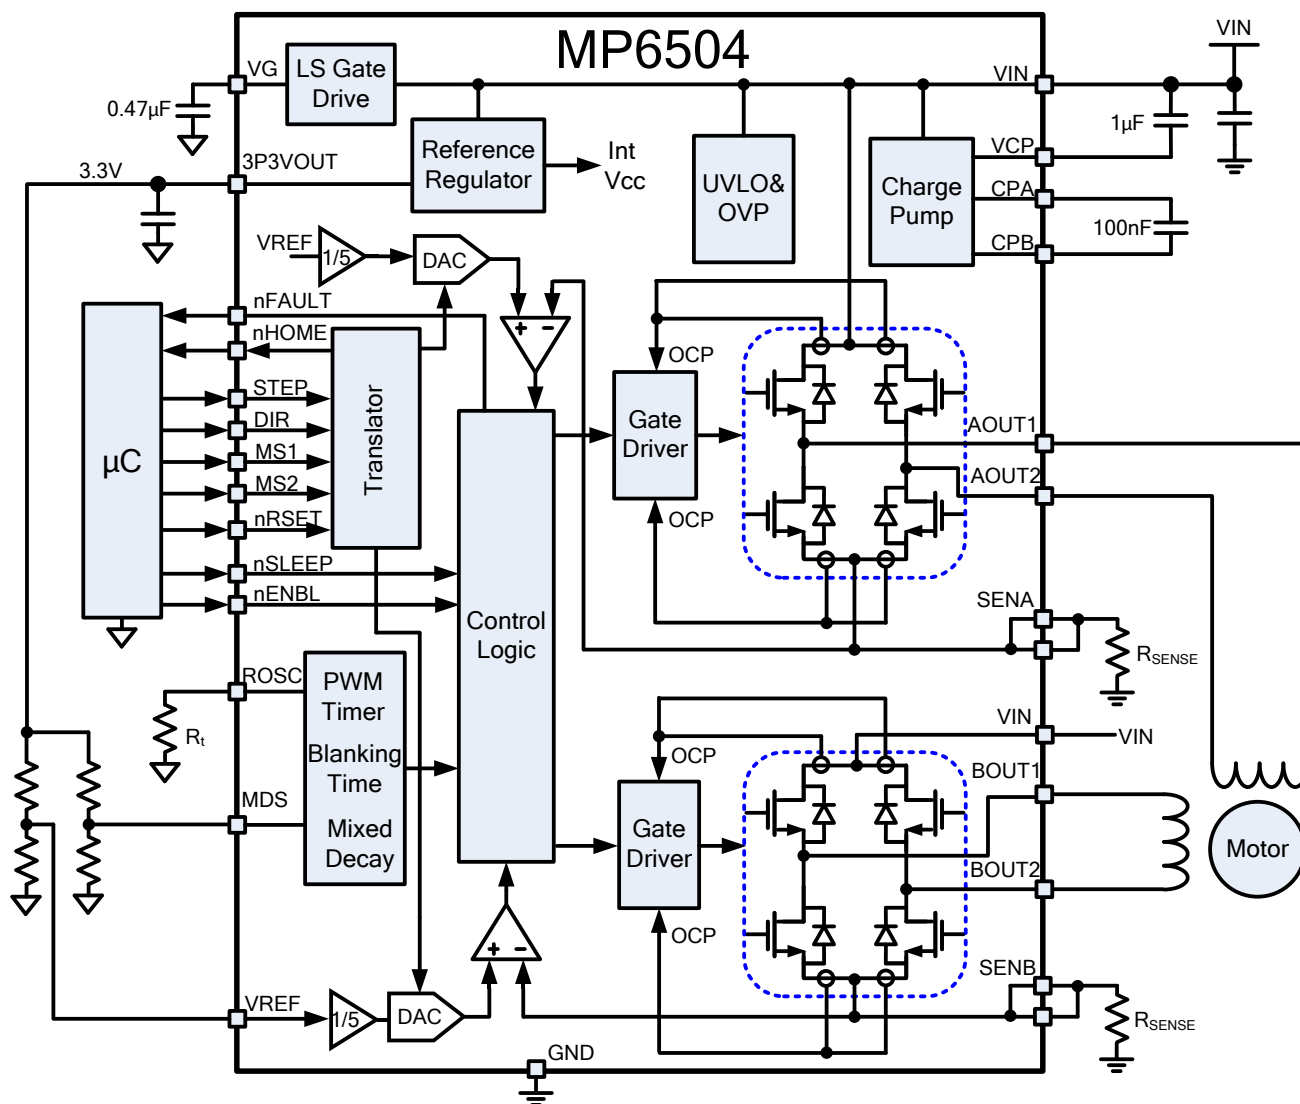 MP6504
VIN
VG
LS Gate
Drive
VIN
0.47µF
1µF
Reference
Regulator
Int
Vcc
UVLO&
OVP
Charge
Pump
VCP
CPA
CPB
100nF
3.3V
3P3VOUT
VREF
1/5
DAC
+
-
nFAULT
nHOME
STEP
DIR
MS1
MS2
nRSET
nSLEEP
nENBL
µC
Translator
OCP
Gate
Driver
OCP
AOUT1
AOUT2
Control
Logic
SENA
RSENSE
ROSC
Rt
PWM
Timer
Blanking
Time
Mixed
Decay
MDS
VIN
VIN
OCP
Gate
Driver
OCP
BOUT1
BOUT2
Motor
+
-
SENB
RSENSE
VREF
1/5
DAC
GND